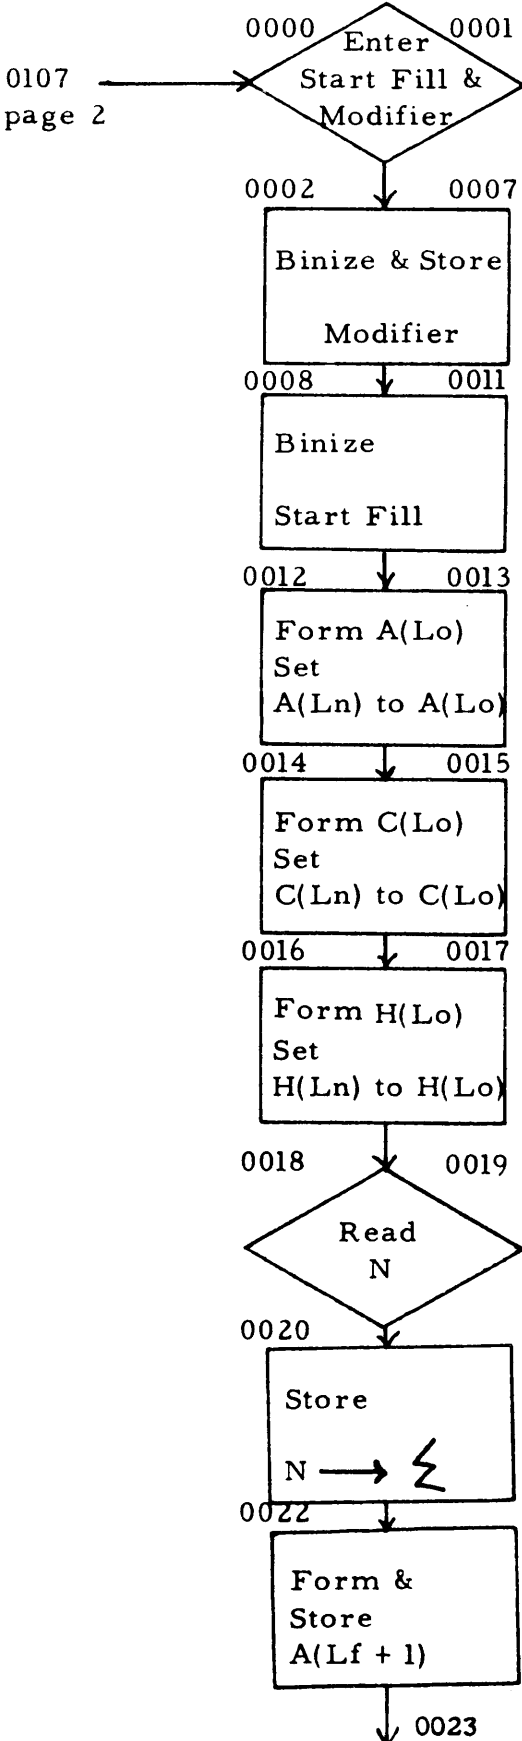 0000 0001
Enter
0107 Start Fill &
page 2 Modifier
0002 0007
Binize & Store
Modifier
0008 0011
Binize
Start Fill
0012 0013
Form A(Lo)
Set
A(Ln) to A(Lo)
0014 0015
Form C(Lo)
Set
C(Ln) to C(Lo)
0016 0017
Form H(Lo)
Set
H(Ln) to H(Lo)
0018 0019
Read
N
0020
Store
N → Σ
0022
Form &
Store
A(Lf + 1)
0023